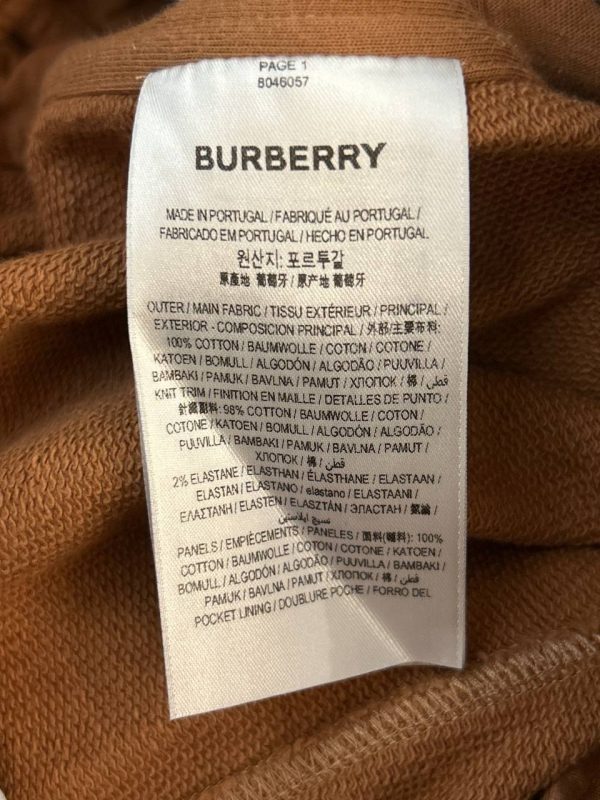 PAGE 1
8046057
BURBERRY
MADE IN PORTUGAL / FABRIQUÉ AU PORTUGAL /
FABRICADO EM PORTUGAL / HECHO EN PORTUGAL
원산지: 포르투갈
原產地 葡萄牙 / 原产地 葡萄牙
OUTER / MAIN FABRIC / TISSU EXTÉRIEUR / PRINCIPAL /
EXTERIOR - COMPOSICION PRINCIPAL / 外部/主要布料:
100% COTTON / BAUMWOLLE / COTON / COTONE /
KATOEN / BOMULL / ALGODÓN / ALGODÃO / PUUVILLA /
BAMBAKI / PAMUK / BAVLNA / PAMUT / ХЛОПОК / 棉 / قطن /
KNIT TRIM / FINITION EN MAILLE / DETALLES DE PUNTO /
針織副料: 98% COTTON / BAUMWOLLE / COTON /
COTONE / KATOEN / BOMULL / ALGODÓN / ALGODÃO /
PUUVILLA / BAMBAKI / PAMUK / BAVLNA / PAMUT /
ХЛОПОК / 棉 / قطن
2% ELASTANE / ELASTHAN / ÉLASTHANE / ELASTAAN /
ELASTAN / ELASTANO / elastano / ELASTAANI /
ΕΛΑΣΤΑΝΗ / ELASTEN / ELASZTÁN / ЭЛАСТАН / 氨綸 /
نسيج ايلاستين
PANELS / EMPIÈCEMENTS / PANELES / 面料(輔料): 100%
COTTON / BAUMWOLLE / COTON / COTONE / KATOEN /
BOMULL / ALGODÓN / ALGODÃO / PUUVILLA / BAMBAKI /
PAMUK / BAVLNA / PAMUT / ХЛОПОК / 棉 / قطن /
POCKET LINING / DOUBLURE POCHE / FORRO DEL